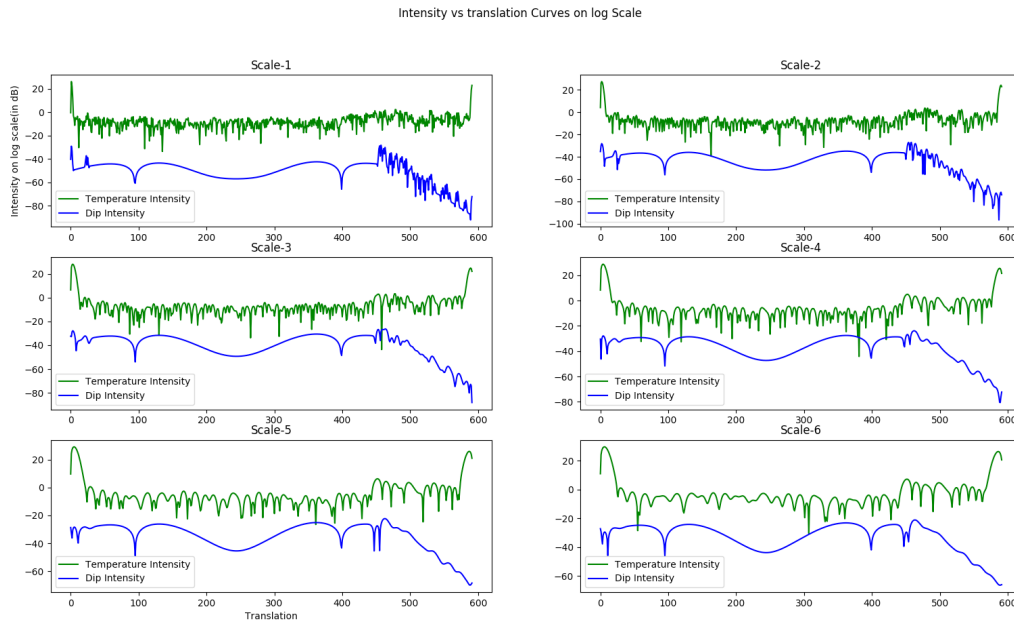 Intensity vs translation Curves on log Scale
Scale-1
Intensity on log scale(in dB)
20
0
−20
−40
−60
−80
Temperature Intensity
Dip Intensity
0 100 200 300 400 500 600
Scale-2
20
0
−20
−40
−60
−80
−100
Temperature Intensity
Dip Intensity
0 100 200 300 400 500 600
Scale-3
20
0
−20
−40
−60
−80
Temperature Intensity
Dip Intensity
0 100 200 300 400 500 600
Scale-4
20
0
−20
−40
−60
−80
Temperature Intensity
Dip Intensity
0 100 200 300 400 500 600
Scale-5
20
0
−20
−40
−60
Temperature Intensity
Dip Intensity
0 100 200 300 400 500 600
Translation
Scale-6
20
0
−20
−40
−60
Temperature Intensity
Dip Intensity
0 100 200 300 400 500 600